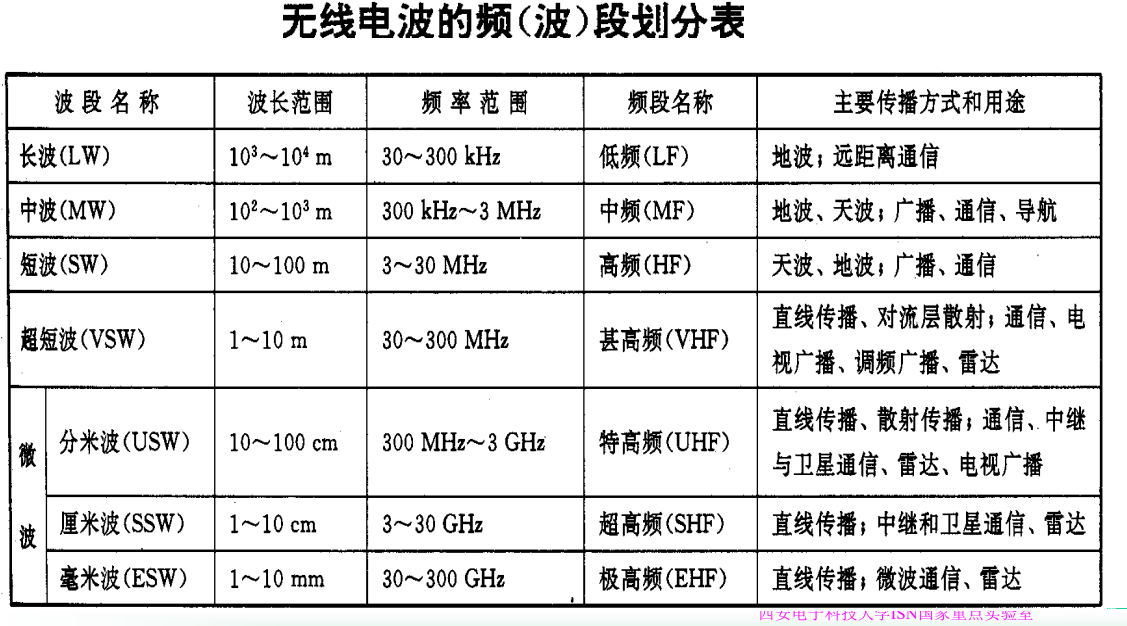 无线电波的频(波)段划分表
波段名称 波长范围 频率范围 频段名称 主要传播方式和用途
长波(LW) 10³~10⁴ m 30~300 kHz 低频(LF) 地波；远距离通信
中波(MW) 10²~10³ m 300 kHz~3 MHz 中频(MF) 地波、天波；广播、通信、导航
短波(SW) 10~100 m 3~30 MHz 高频(HF) 天波、地波；广播、通信
超短波(VSW) 1~10 m 30~300 MHz 甚高频(VHF) 直线传播、对流层散射；通信、电
视广播、调频广播、雷达
微波
分米波(USW) 10~100 cm 300 MHz~3 GHz 特高频(UHF) 直线传播、散射传播；通信、中继
与卫星通信、雷达、电视广播
厘米波(SSW) 1~10 cm 3~30 GHz 超高频(SHF) 直线传播；中继和卫星通信、雷达
毫米波(ESW) 1~10 mm 30~300 GHz 极高频(EHF) 直线传播；微波通信、雷达
西安电子科技大学ISN国家重点实验室